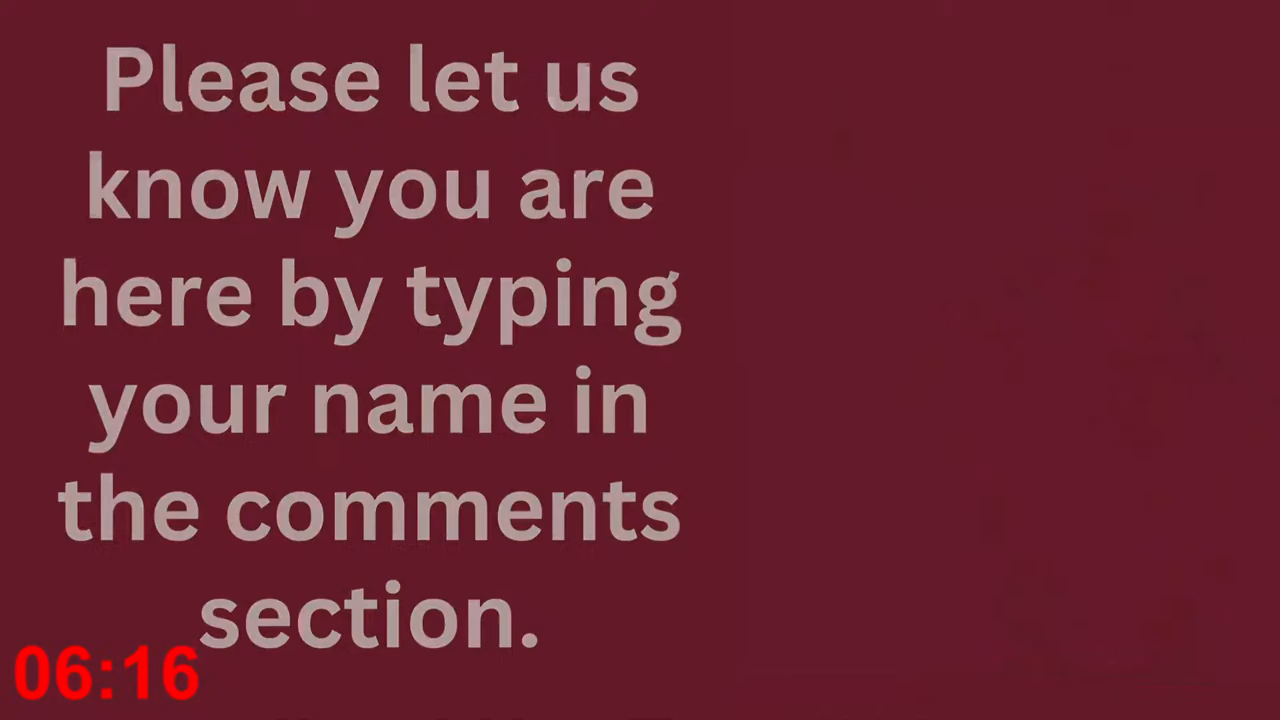 Please let us
know you are
here by typing
your name in
the comments
section.
06:16